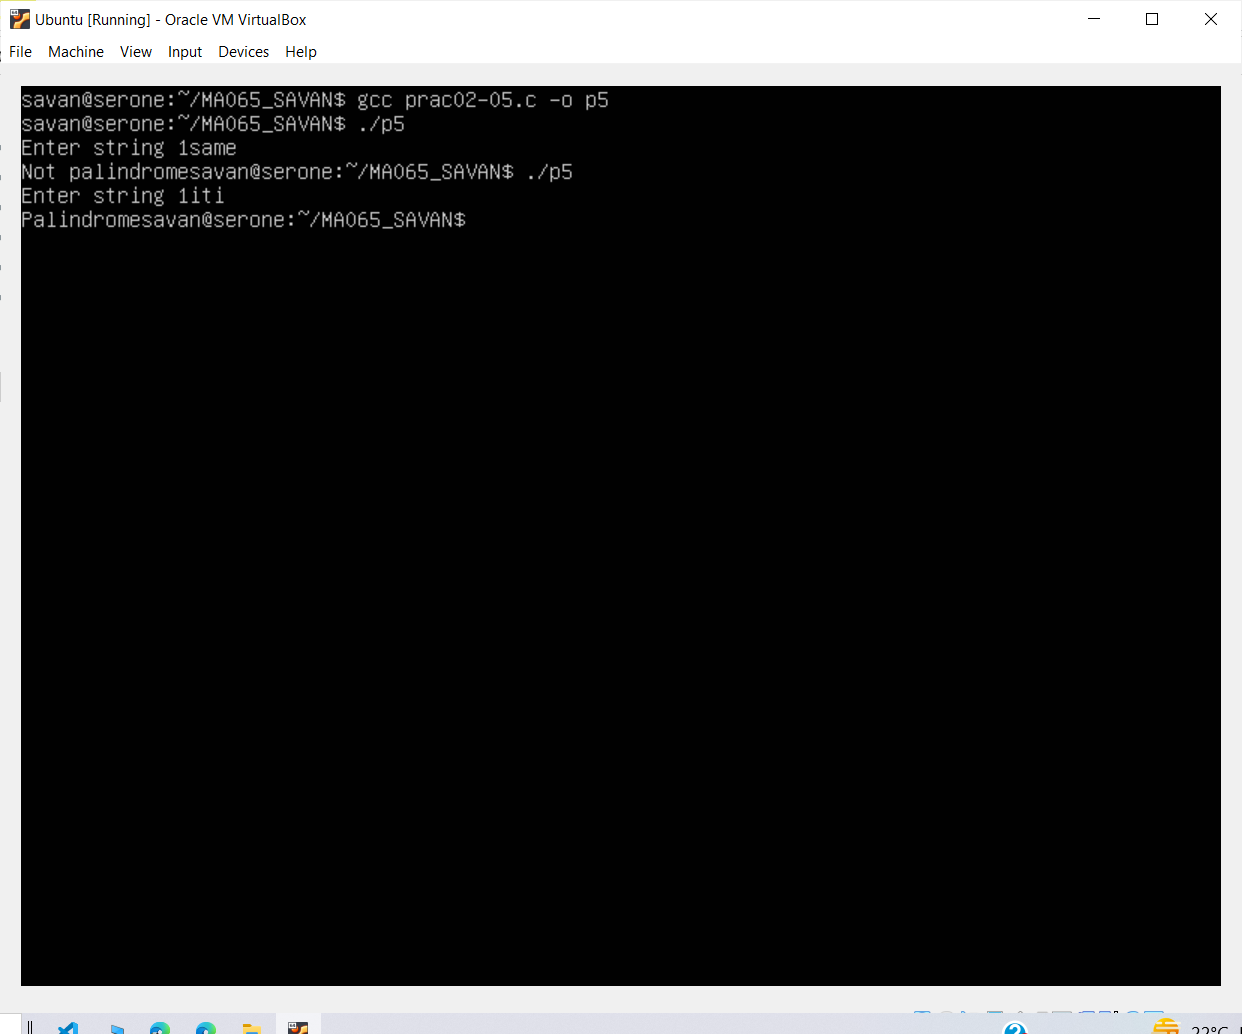 Ubuntu [Running] - Oracle VM VirtualBox
File Machine View Input Devices Help
savan@serone:~/MA065_SAVAN$ gcc prac02-05.c -o p5
savan@serone:~/MA065_SAVAN$ ./p5
Enter string 1same
Not palindromesavan@serone:~/MA065_SAVAN$ ./p5
Enter string 1iti
Palindromesavan@serone:~/MA065_SAVAN$
22°C